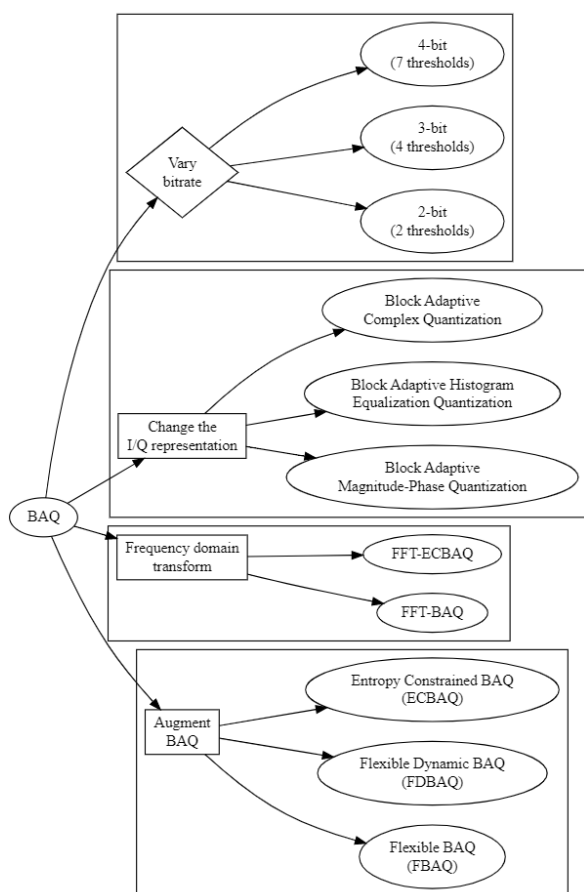 4-bit
(7 thresholds)
3-bit
(4 thresholds)
Vary
bitrate
2-bit
(2 thresholds)
Block Adaptive
Complex Quantization
Block Adaptive Histogram
Equalization Quantization
Change the
I/Q representation
Block Adaptive
Magnitude-Phase Quantization
BAQ
Frequency domain
transform
FFT-ECBAQ
FFT-BAQ
Entropy Constrained BAQ
(ECBAQ)
Augment
BAQ
Flexible Dynamic BAQ
(FDBAQ)
Flexible BAQ
(FBAQ)